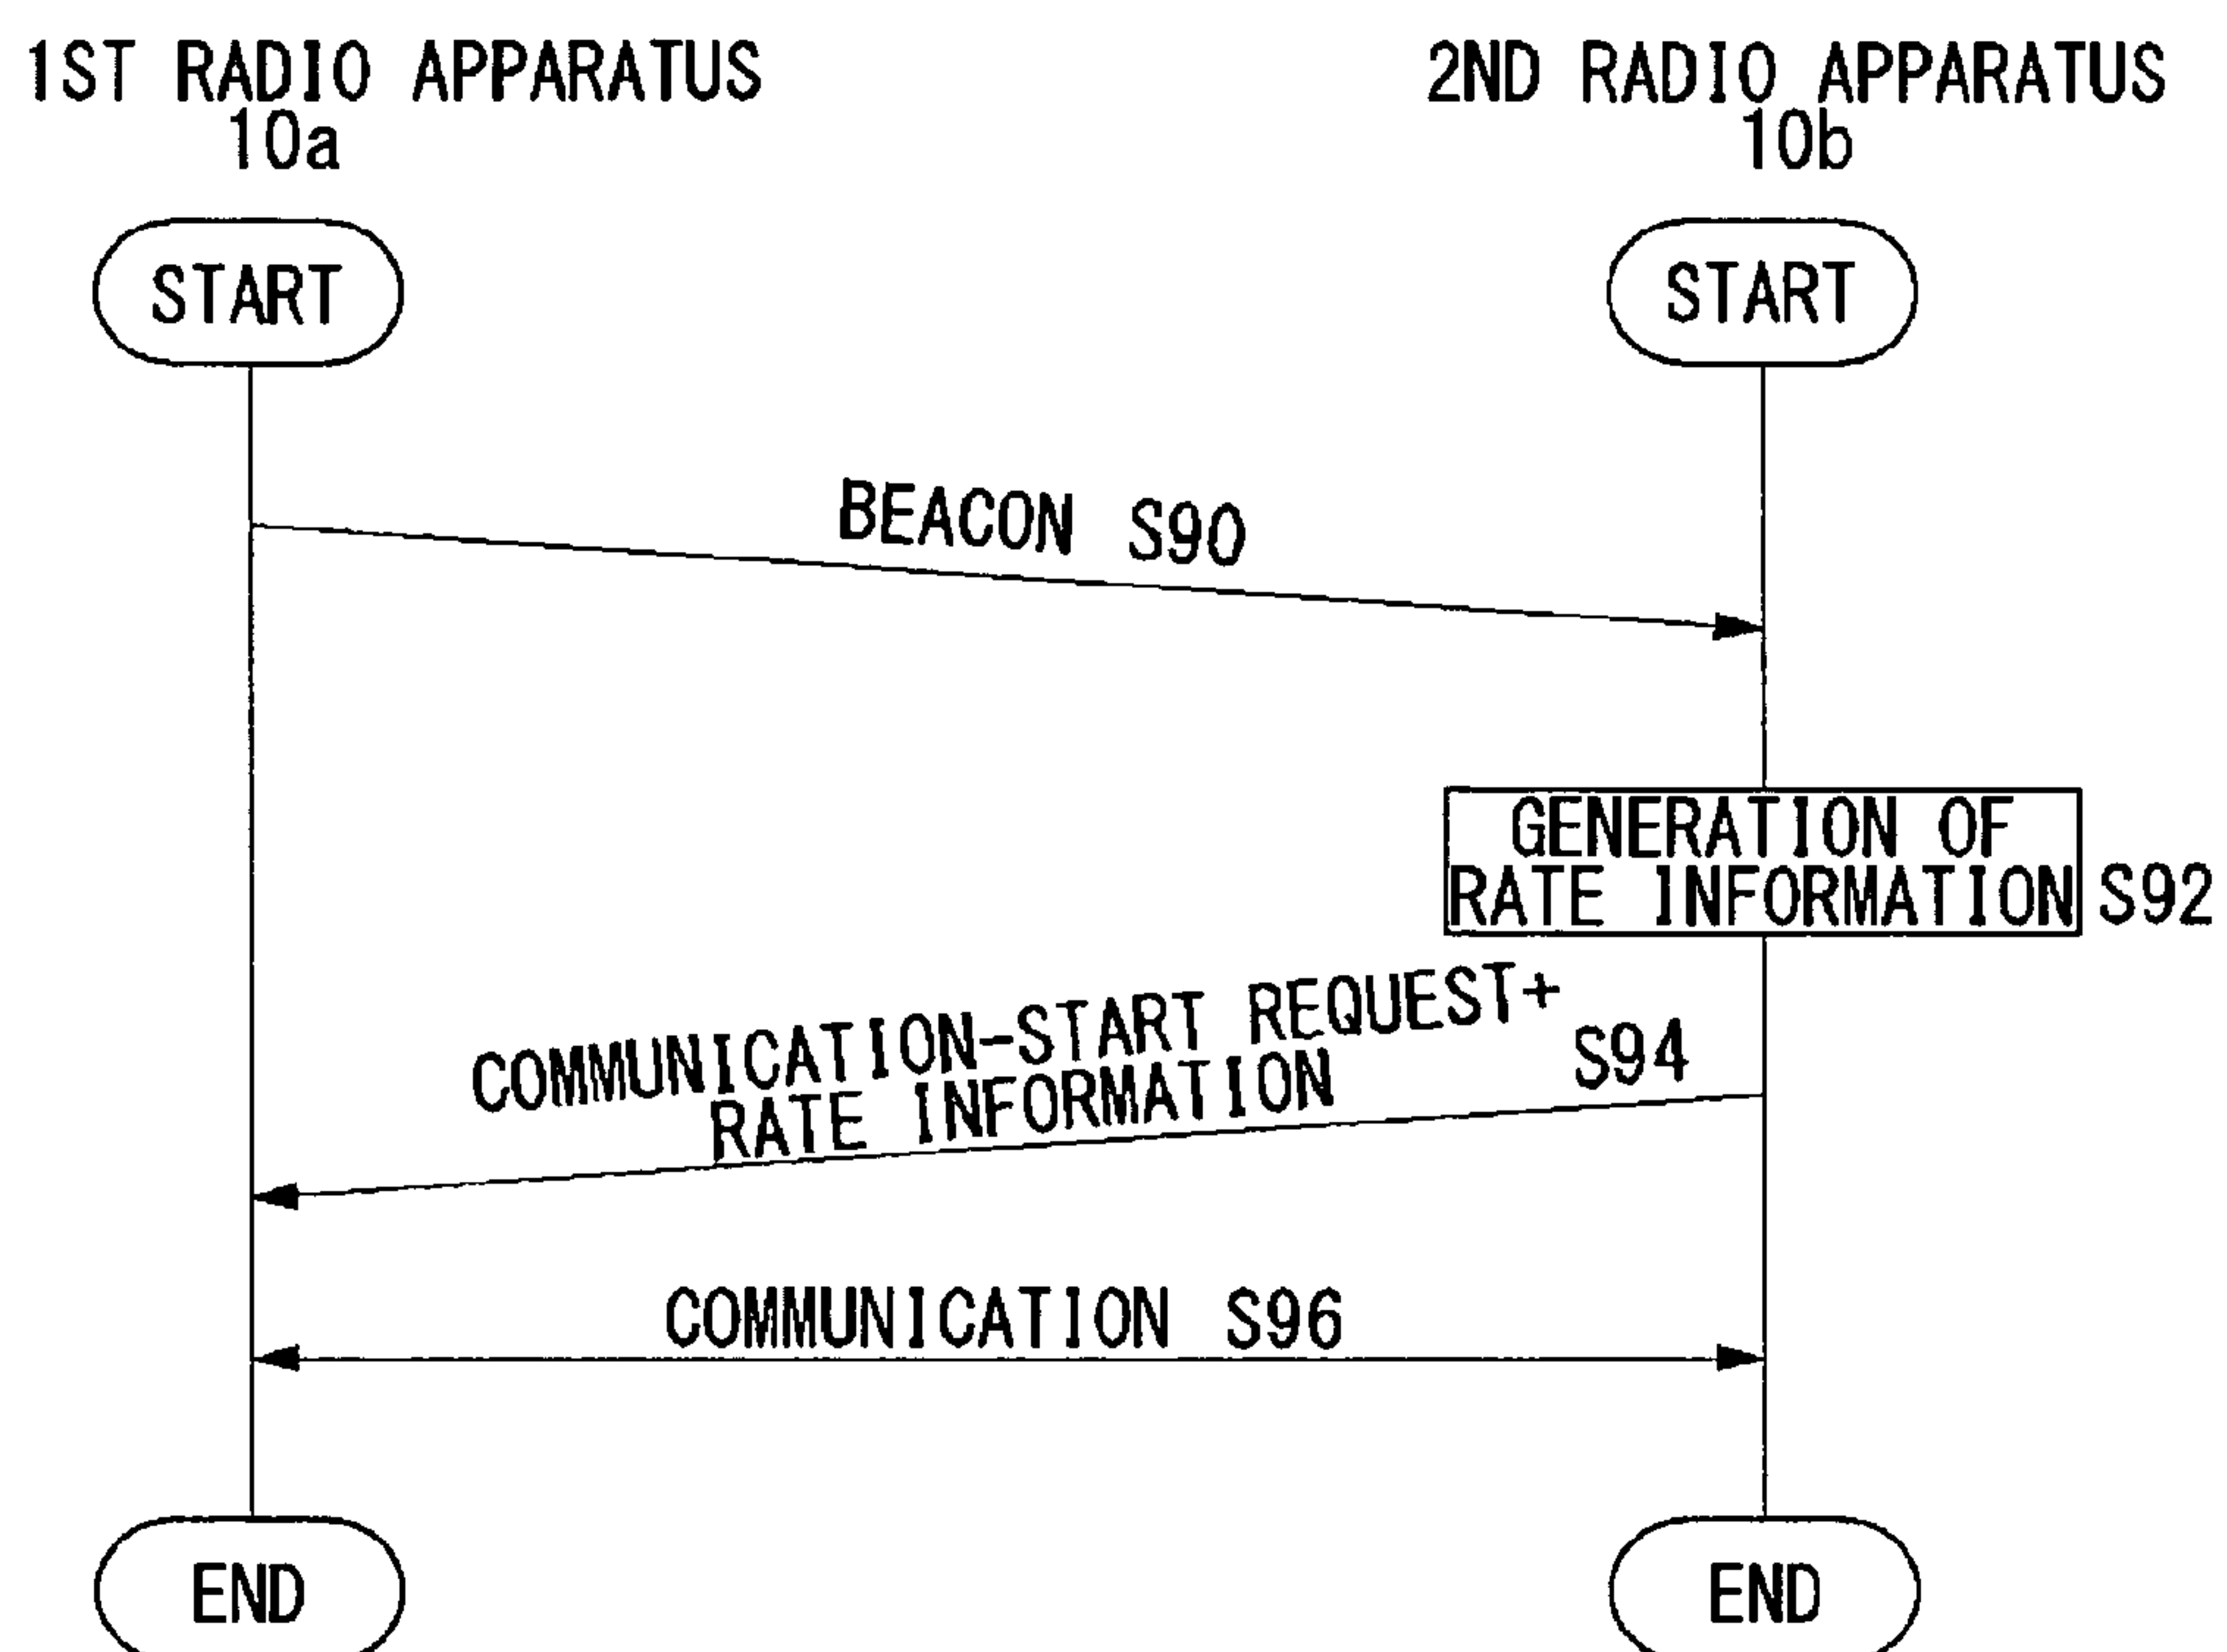 1ST RADIO APPARATUS
10a
2ND RADIO APPARATUS
10b
START
START
BEACON S90
GENERATION OF
RATE INFORMATION S92
COMMUNICATION-START REQUEST+
RATE INFORMATION
S94
COMMUNICATION S96
END
END